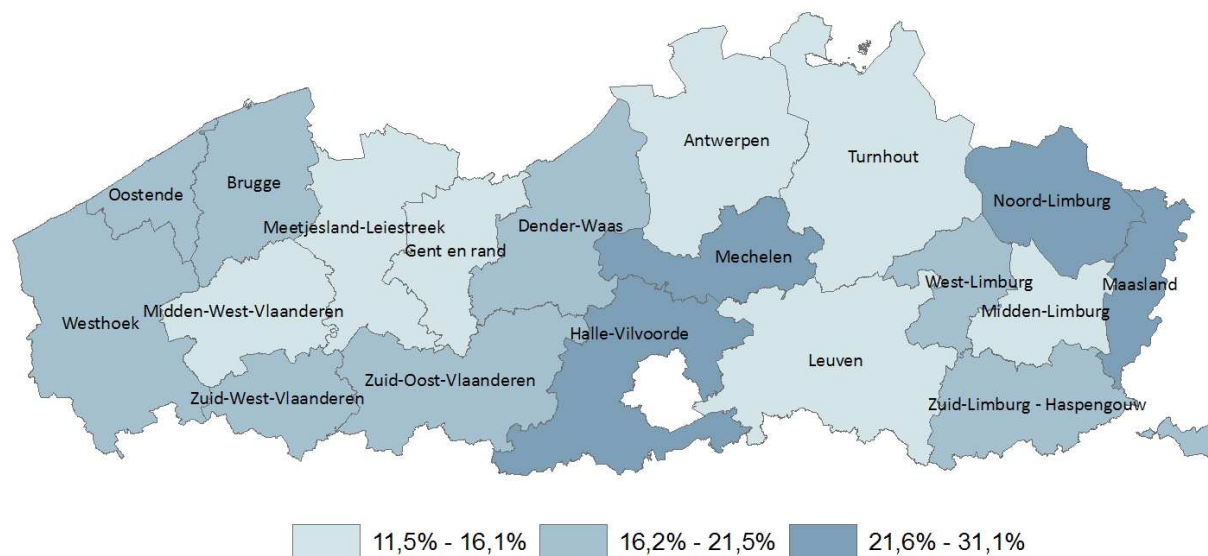 Antwerpen
Turnhout
Oostende
Brugge
Noord-Limburg
Meetjesland-Leiestreek
Dender-Waas
Gent en rand
Mechelen
West-Limburg
Maasland
Westhoek
Midden-West-Vlaanderen
Midden-Limburg
Halle-Vilvoorde
Leuven
Zuid-Oost-Vlaanderen
Zuid-West-Vlaanderen
Zuid-Limburg - Haspengouw
11,5% - 16,1%
16,2% - 21,5%
21,6% - 31,1%